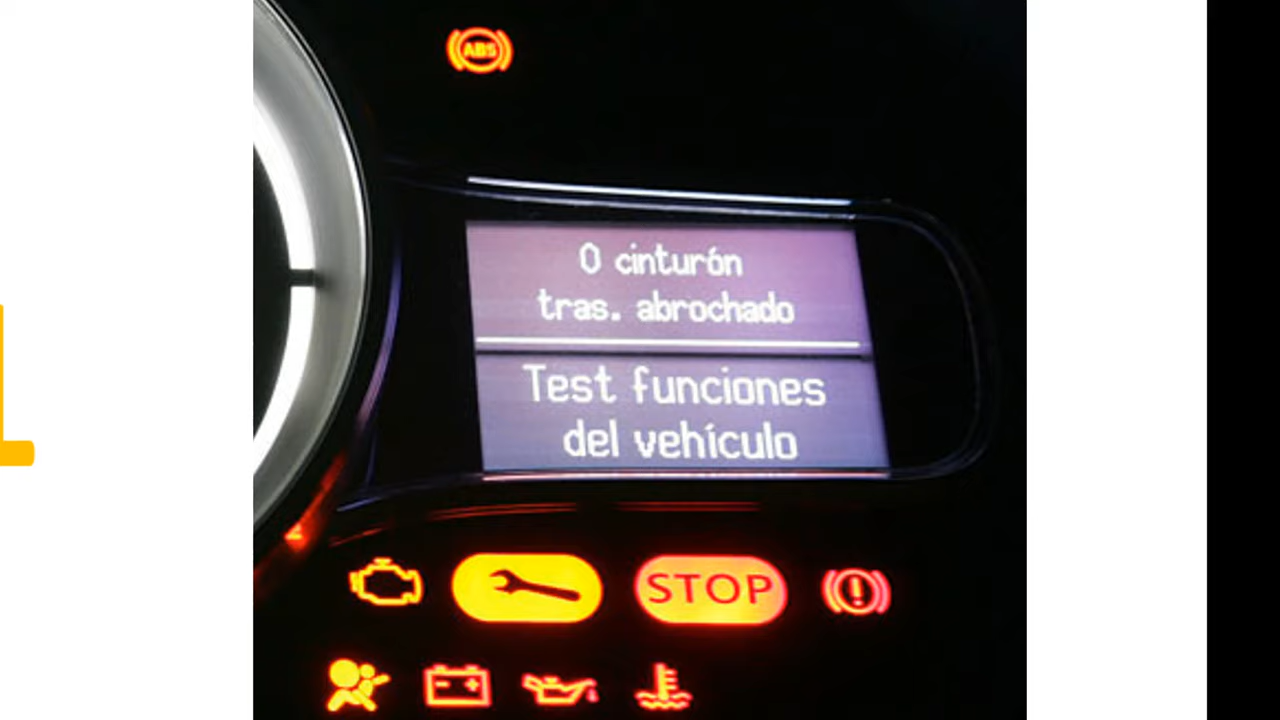 ABS
0 cinturón
tras. abrochado
Test funciones
del vehículo
STOP